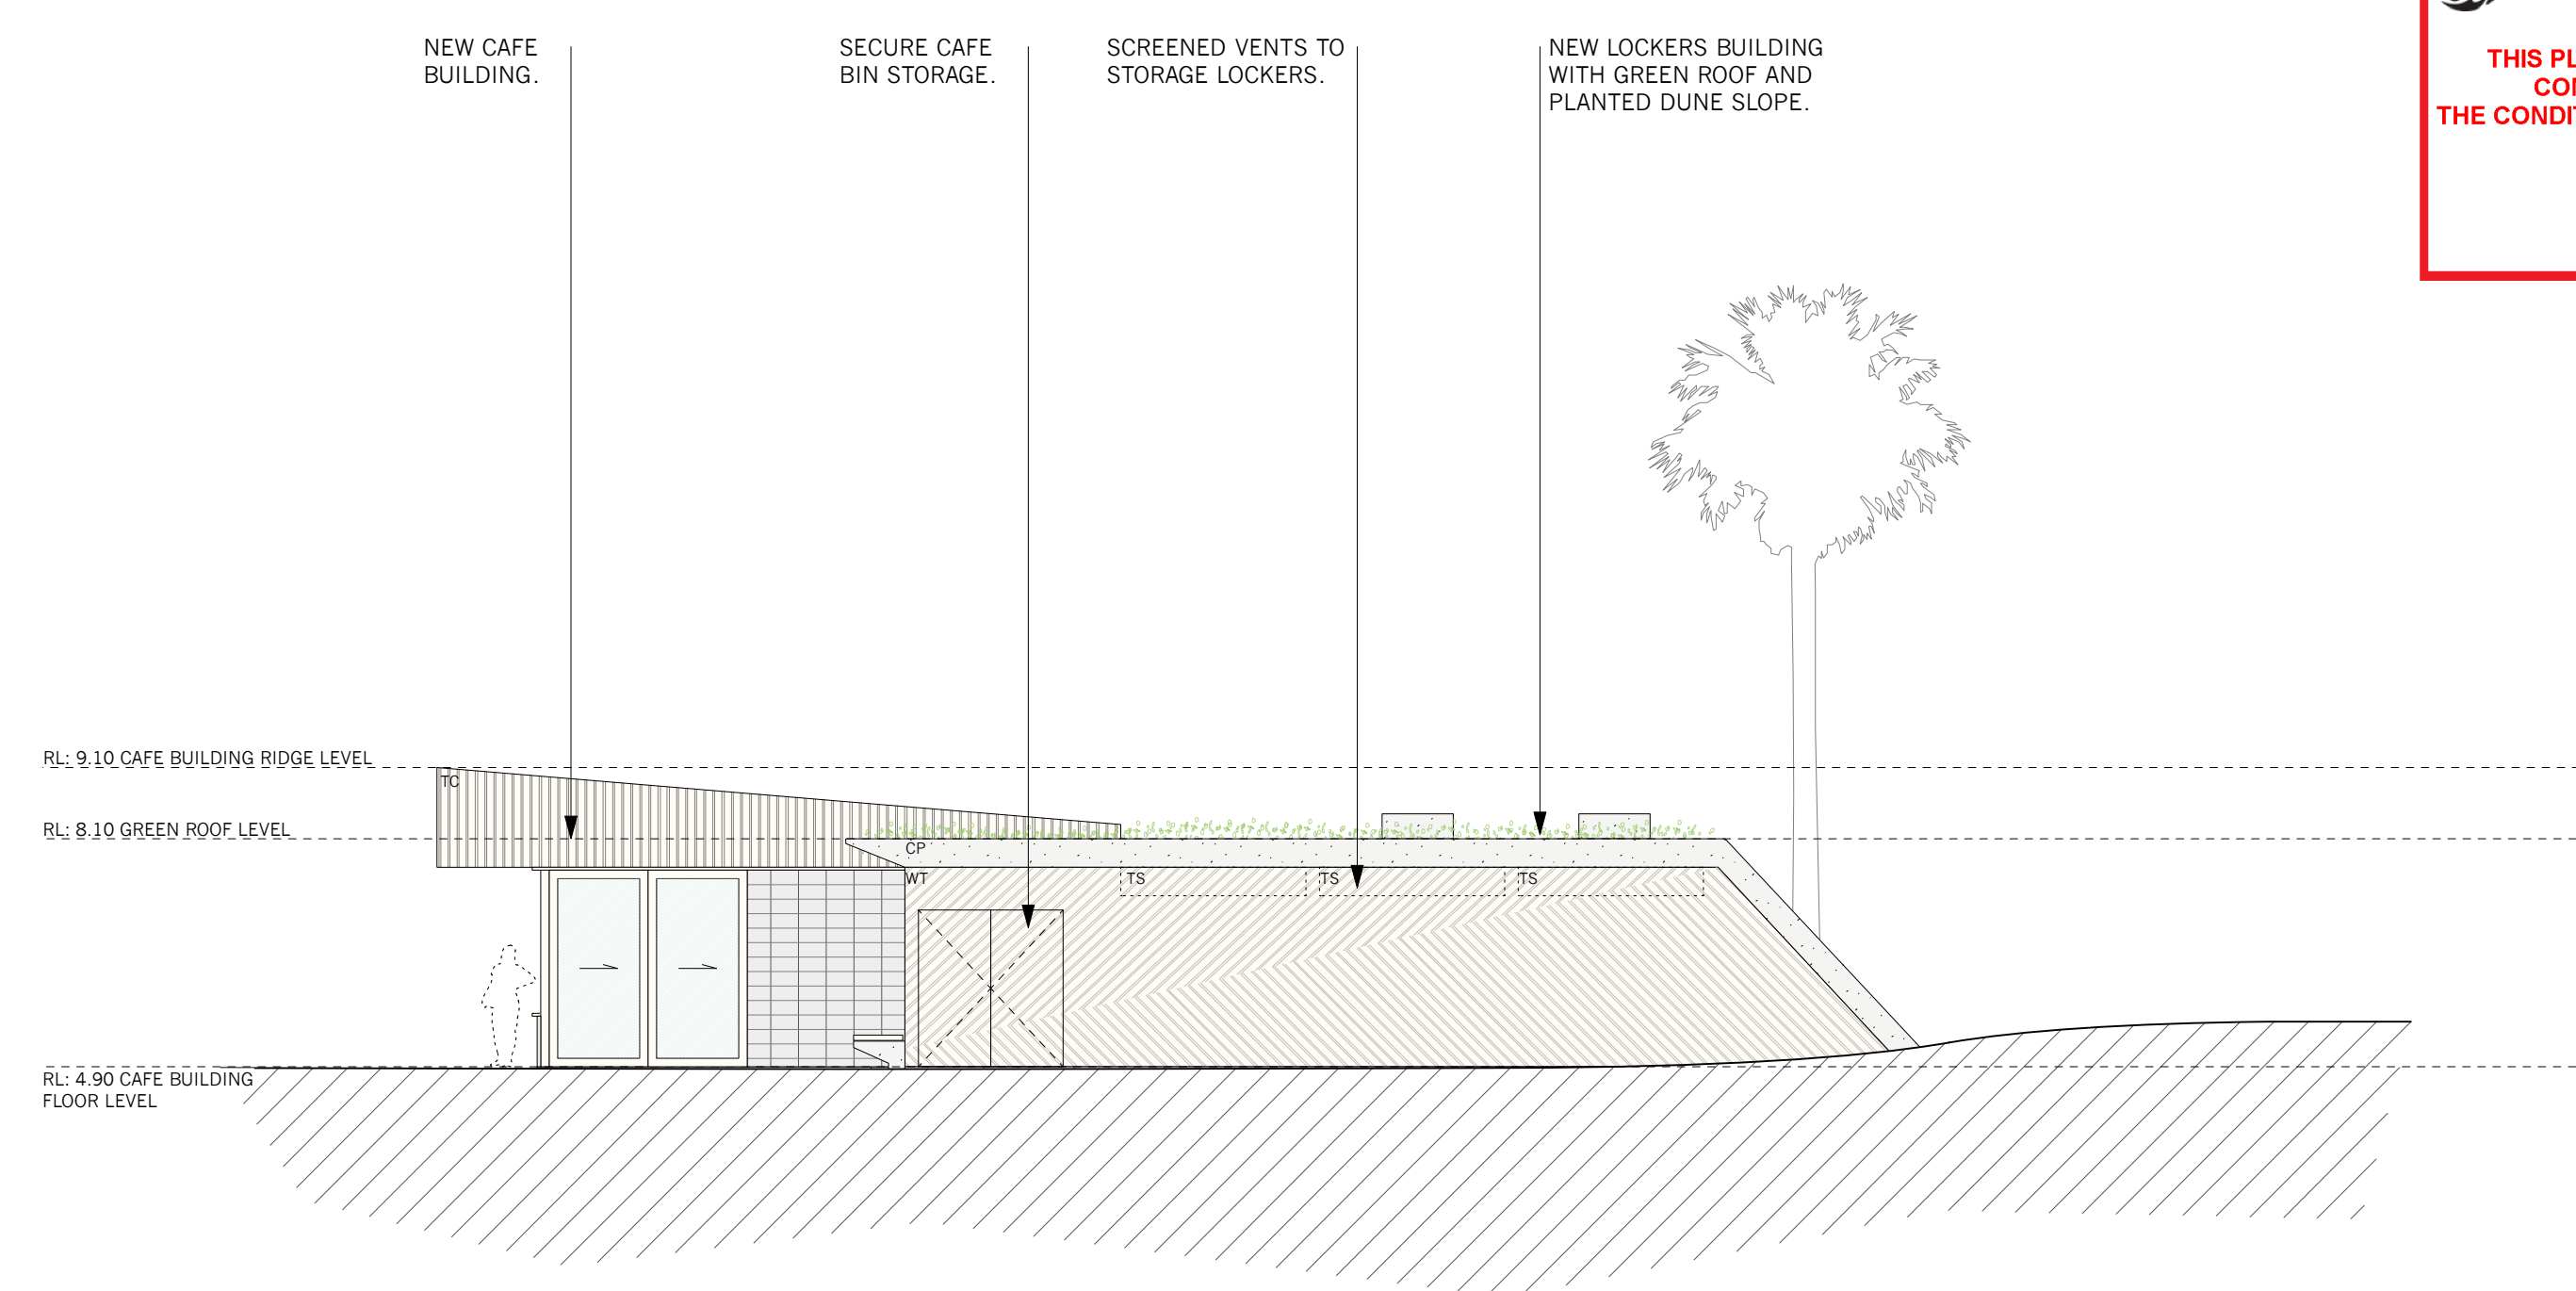 NEW CAFE
BUILDING.
SECURE CAFE
BIN STORAGE.
SCREENED VENTS TO
STORAGE LOCKERS.
NEW LOCKERS BUILDING
WITH GREEN ROOF AND
PLANTED DUNE SLOPE.
THIS PL
CO
THE CONDI
RL: 9.10 CAFE BUILDING RIDGE LEVEL
TC
RL: 8.10 GREEN ROOF LEVEL
CP
WT
TS
TS
TS
RL: 4.90 CAFE BUILDING
FLOOR LEVEL